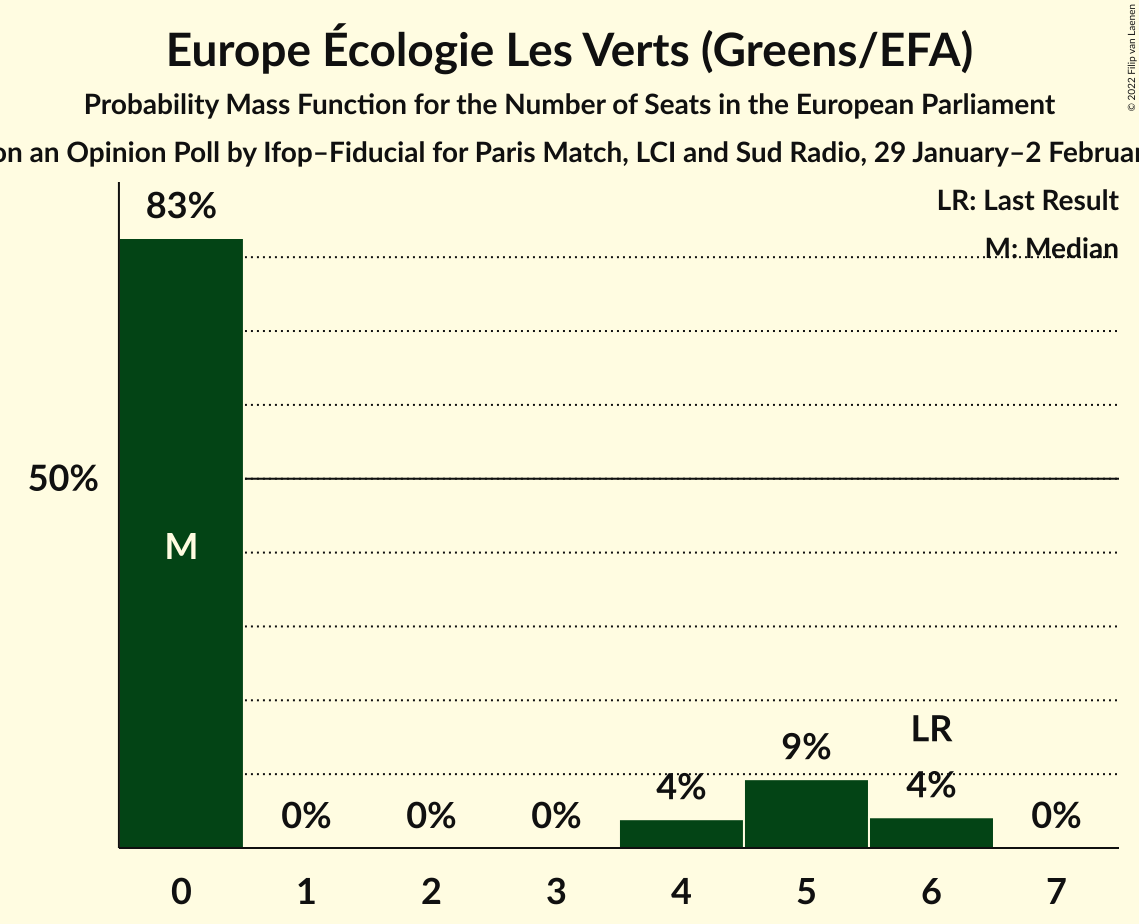 Europe Écologie Les Verts (Greens/EFA)
Probability Mass Function for the Number of Seats in the European Parliament
on an Opinion Poll by Ifop–Fiducial for Paris Match, LCI and Sud Radio, 29 January–2 Februar
© 2022 Filip van Laenen
LR: Last Result
M: Median
83%
50%
M
LR
0% 0% 0% 4% 9% 4% 0%
0 1 2 3 4 5 6 7